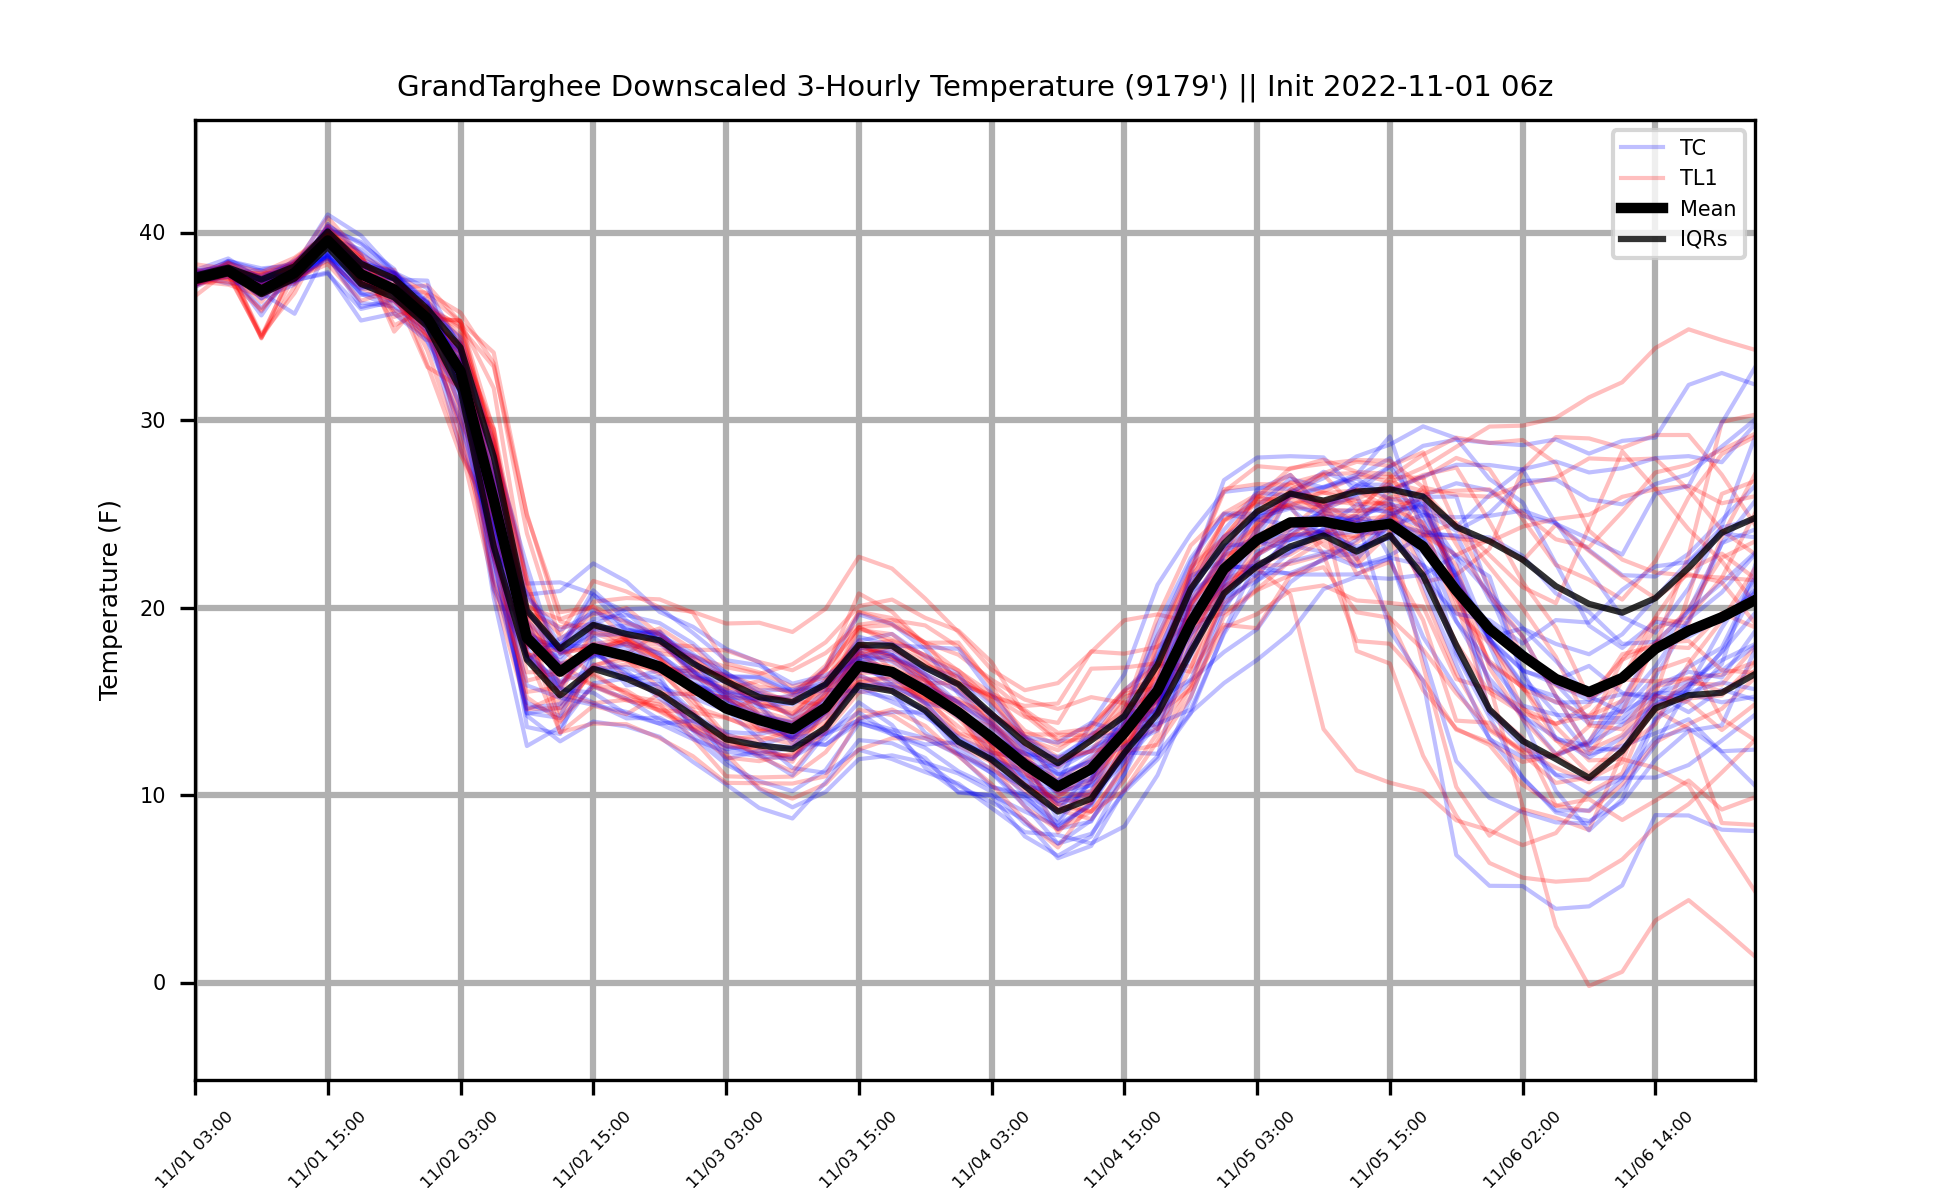 GrandTarghee Downscaled 3-Hourly Temperature (9179') || Init 2022-11-01 06z
TC
TL1
Mean
IQRs
Temperature (F)
40
30
20
10
0
11/01 03:00
11/01 15:00
11/02 03:00
11/02 15:00
11/03 03:00
11/03 15:00
11/04 03:00
11/04 15:00
11/05 03:00
11/05 15:00
11/06 02:00
11/06 14:00